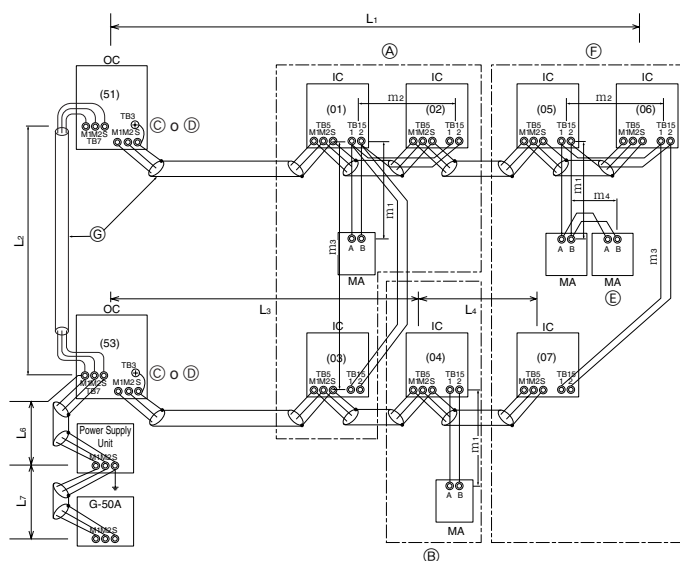 L1
OC
A
F
(51)
TB3
C o D
M1M2S
TB7
M1M2S
IC
(01)
TB5
M1M2S
TB15
1 2
m2
IC
(02)
TB5
M1M2S
TB15
1 2
IC
(05)
TB5
M1M2S
TB15
1 2
m2
IC
(06)
TB5
M1M2S
TB15
1 2
L2
G
m3
m1
A B
MA
m1
m4
A B
MA
A B
MA
E
m3
L3
L4
OC
(53)
TB3
C o D
M1M2S
TB7
M1M2S
IC
(03)
TB5
M1M2S
TB15
1 2
IC
(04)
TB5
M1M2S
TB15
1 2
IC
(07)
TB5
M1M2S
TB15
1 2
L6
Power Supply
Unit
M1M2S
L7
G-50A
M1M2S
m1
A B
MA
B